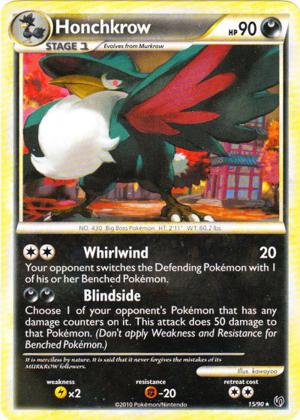 Honchkrow
HP 90
STAGE 1 Evolves from Murkrow
NO. 430 Big Boss Pokémon HT: 2'11" WT: 60.2 lbs.
Whirlwind 20
Your opponent switches the Defending Pokémon with 1
of his or her Benched Pokémon.
Blindside
Choose 1 of your opponent's Pokémon that has any
damage counters on it. This attack does 50 damage
to that Pokémon. (Don't apply Weakness and Resistance for
Benched Pokémon.)
It is merciless by nature. It is said that it never forgives the mistakes of its
MURKROW followers.
Illus. kawayoo
weakness resistance retreat cost
×2 -20
©2010 Pokémon/Nintendo 15/90 ★